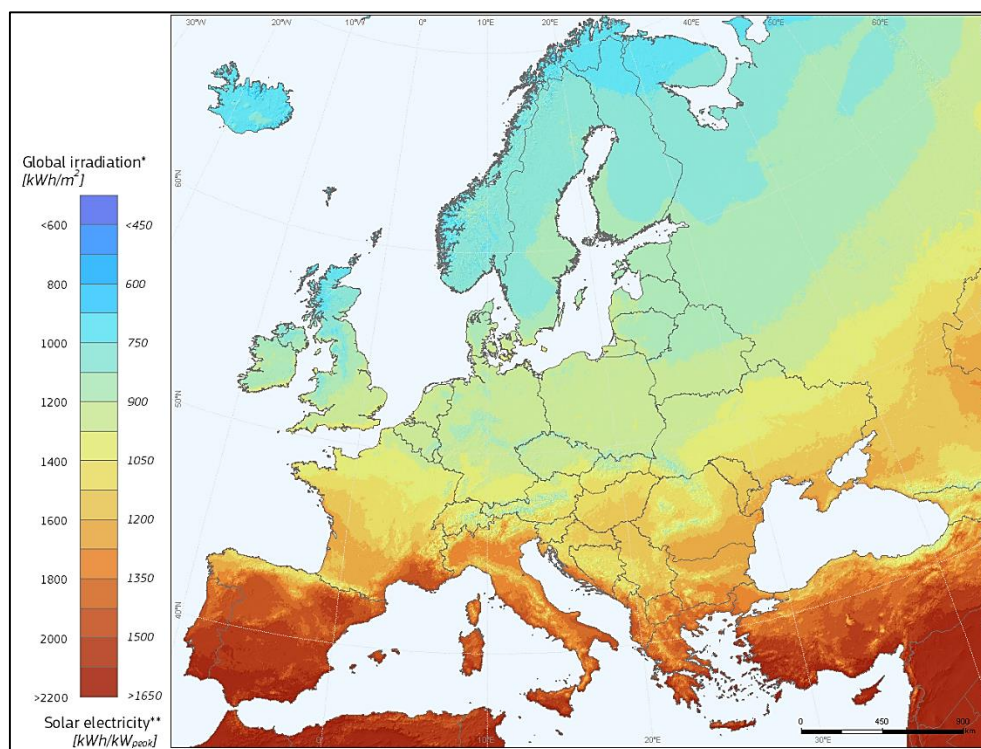 30°W 20°W 10°W 0° 10°E 20°E 30°E 40°E 50°E 60°E
60°N
50°N
40°N
Global irradiation*
[kWh/m²]
<600 <450
800 600
1000 750
1200 900
1400 1050
1600 1200
1800 1350
2000 1500
>2200 >1650
Solar electricity**
[kWh/kWpeak]
0 450 900
km
0° 10°E 20°E 30°E